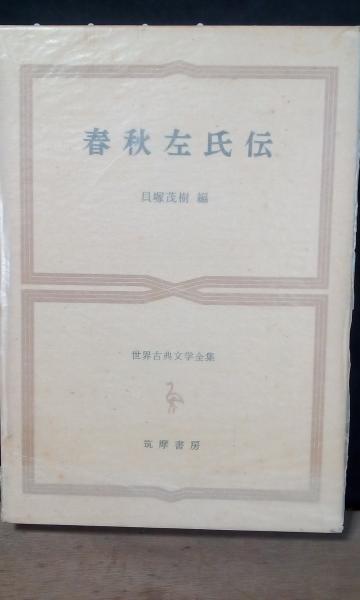 春秋左氏伝
貝塚茂樹 編
世界古典文学全集
筑摩書房